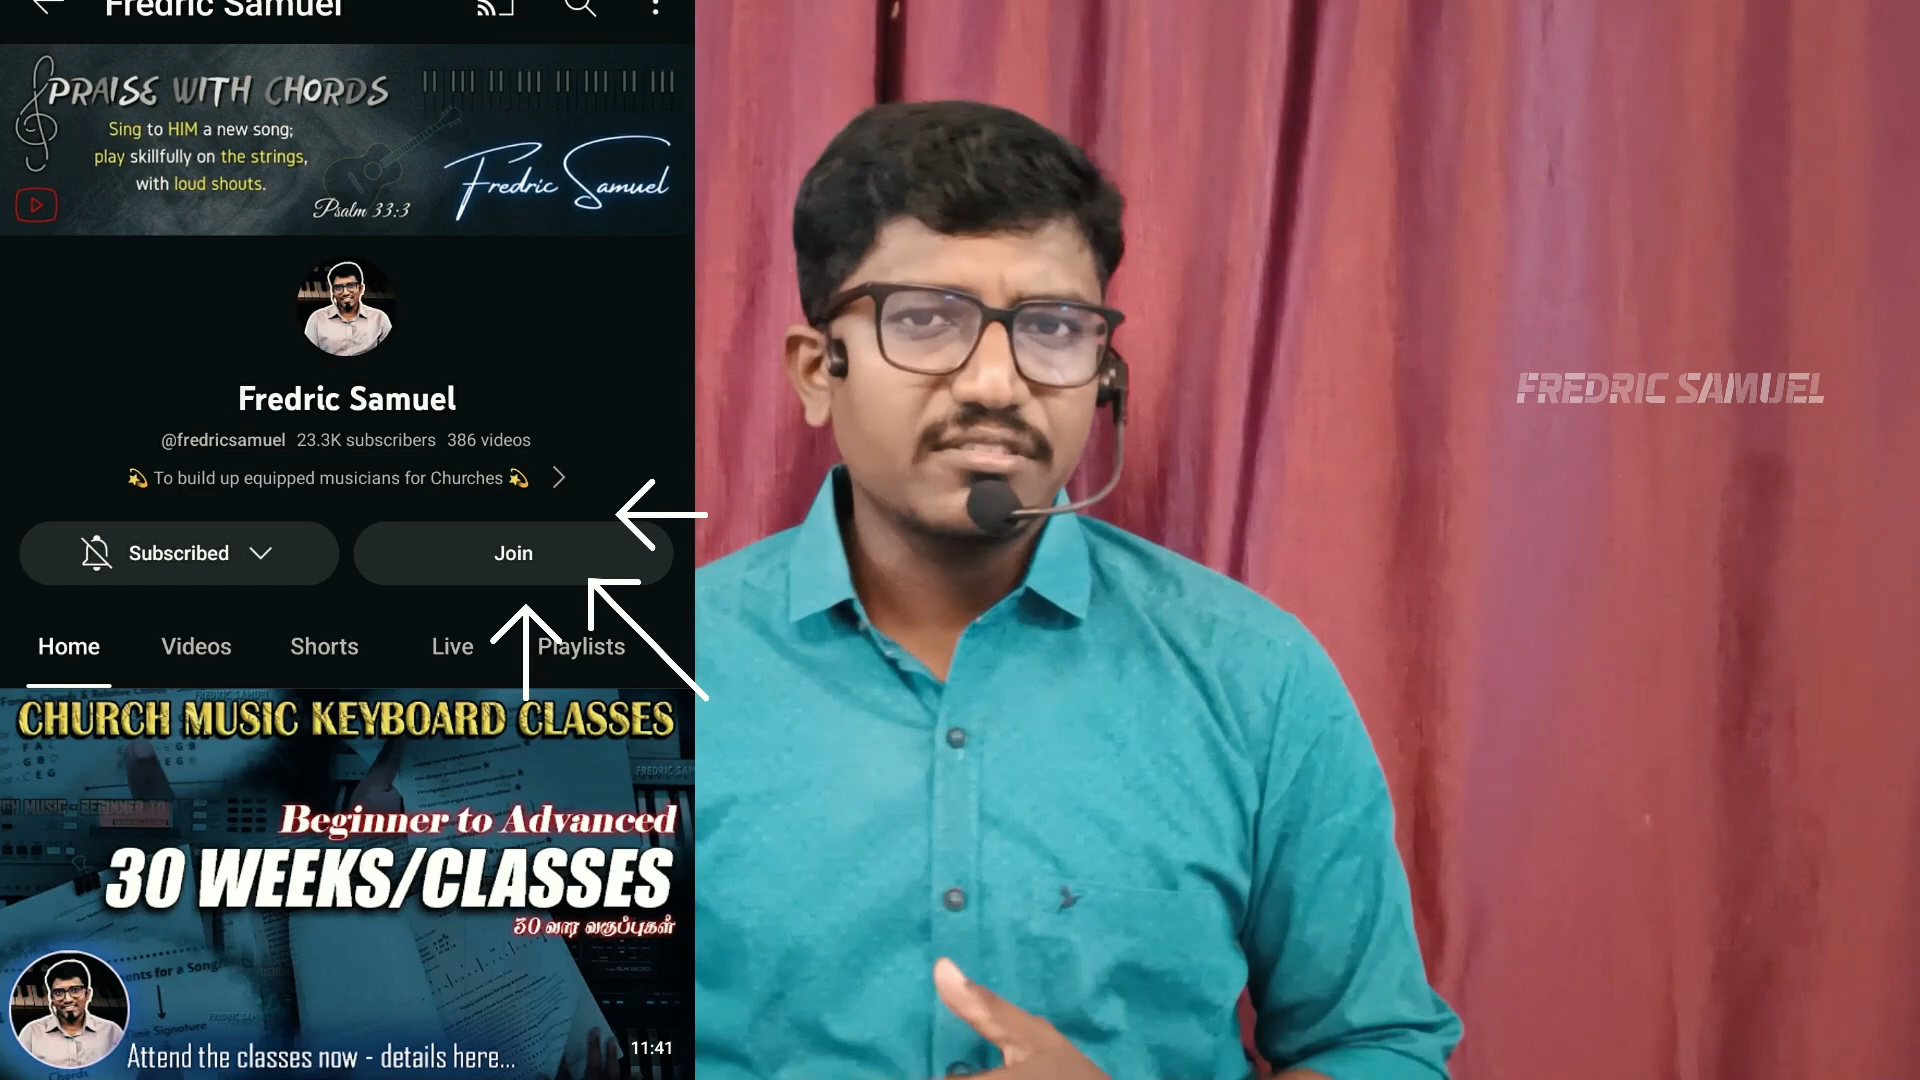 Fredric Samuel
PRAISE WITH CHORDS
Sing to HIM a new song;
play skillfully on the strings,
with loud shouts.
Psalm 33:3
Fredric Samuel
Fredric Samuel
@fredricsamuel 23.3K subscribers 386 videos
To build up equipped musicians for Churches
Subscribed
Join
Home
Videos
Shorts
Live
Playlists
CHURCH MUSIC KEYBOARD CLASSES
Beginner to Advanced
30 WEEKS/CLASSES
30 வார வகுப்புகள்
Attend the classes now - details here...
11:41
FREDRIC SAMUEL